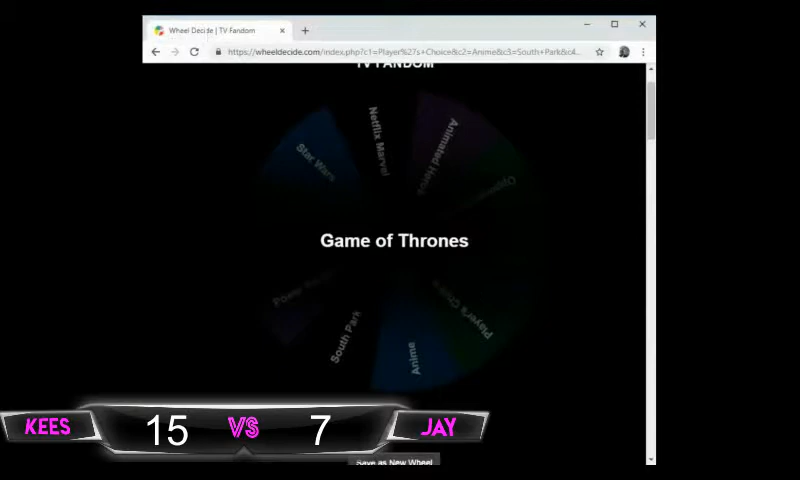 Wheel Decide | TV Fandom
https://wheeldecide.com/index.php?c1=Player%27s+Choice&c2=Anime&c3=South+Park&c4...
TV FANDOM
Netflix Marvel
Animated Heroes
Star Wars
Game of Thrones
Power
Player's Choice
South Park
Anime
KEES 15 VS 7 JAY
Save as New Wheel